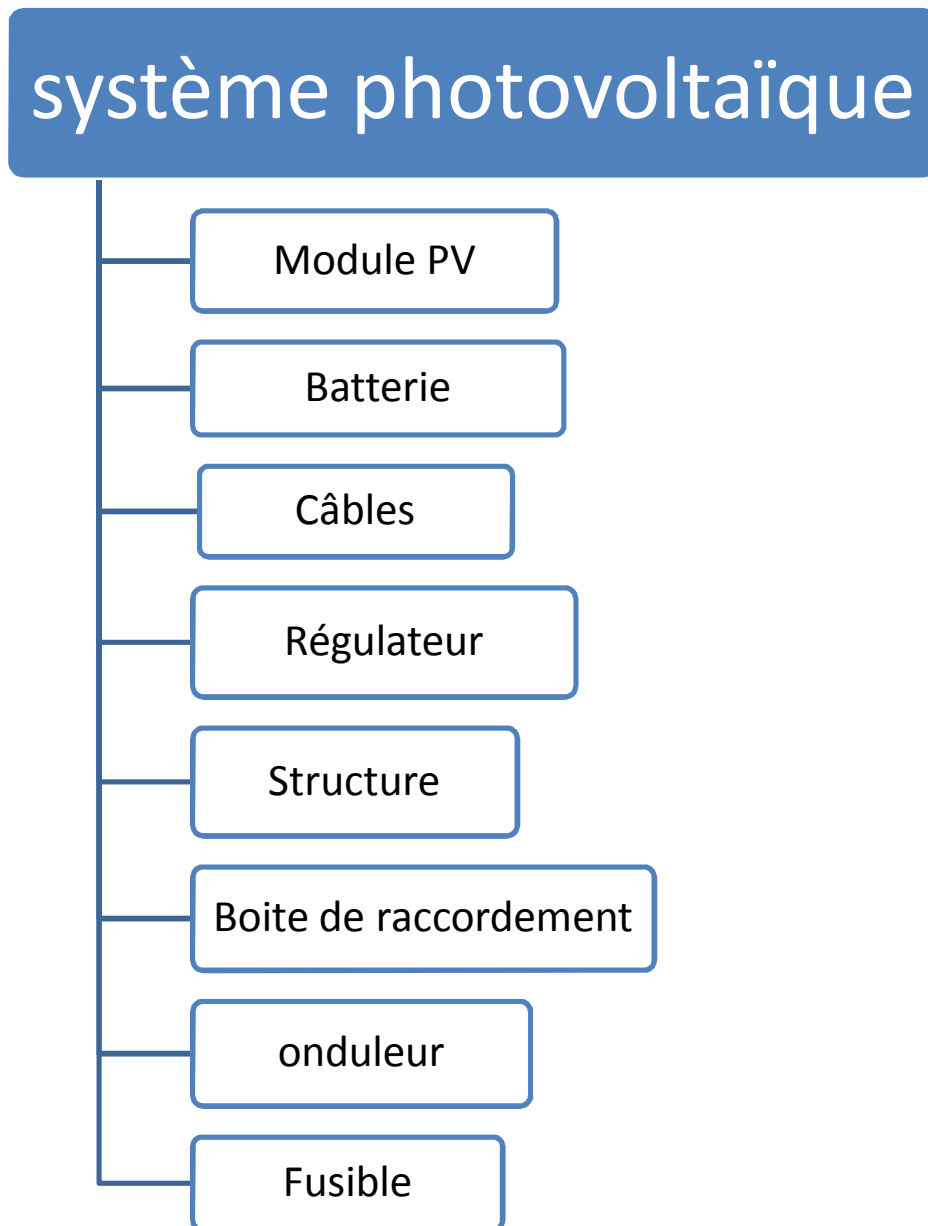 système photovoltaïque
Module PV
Batterie
Câbles
Régulateur
Structure
Boite de raccordement
onduleur
Fusible